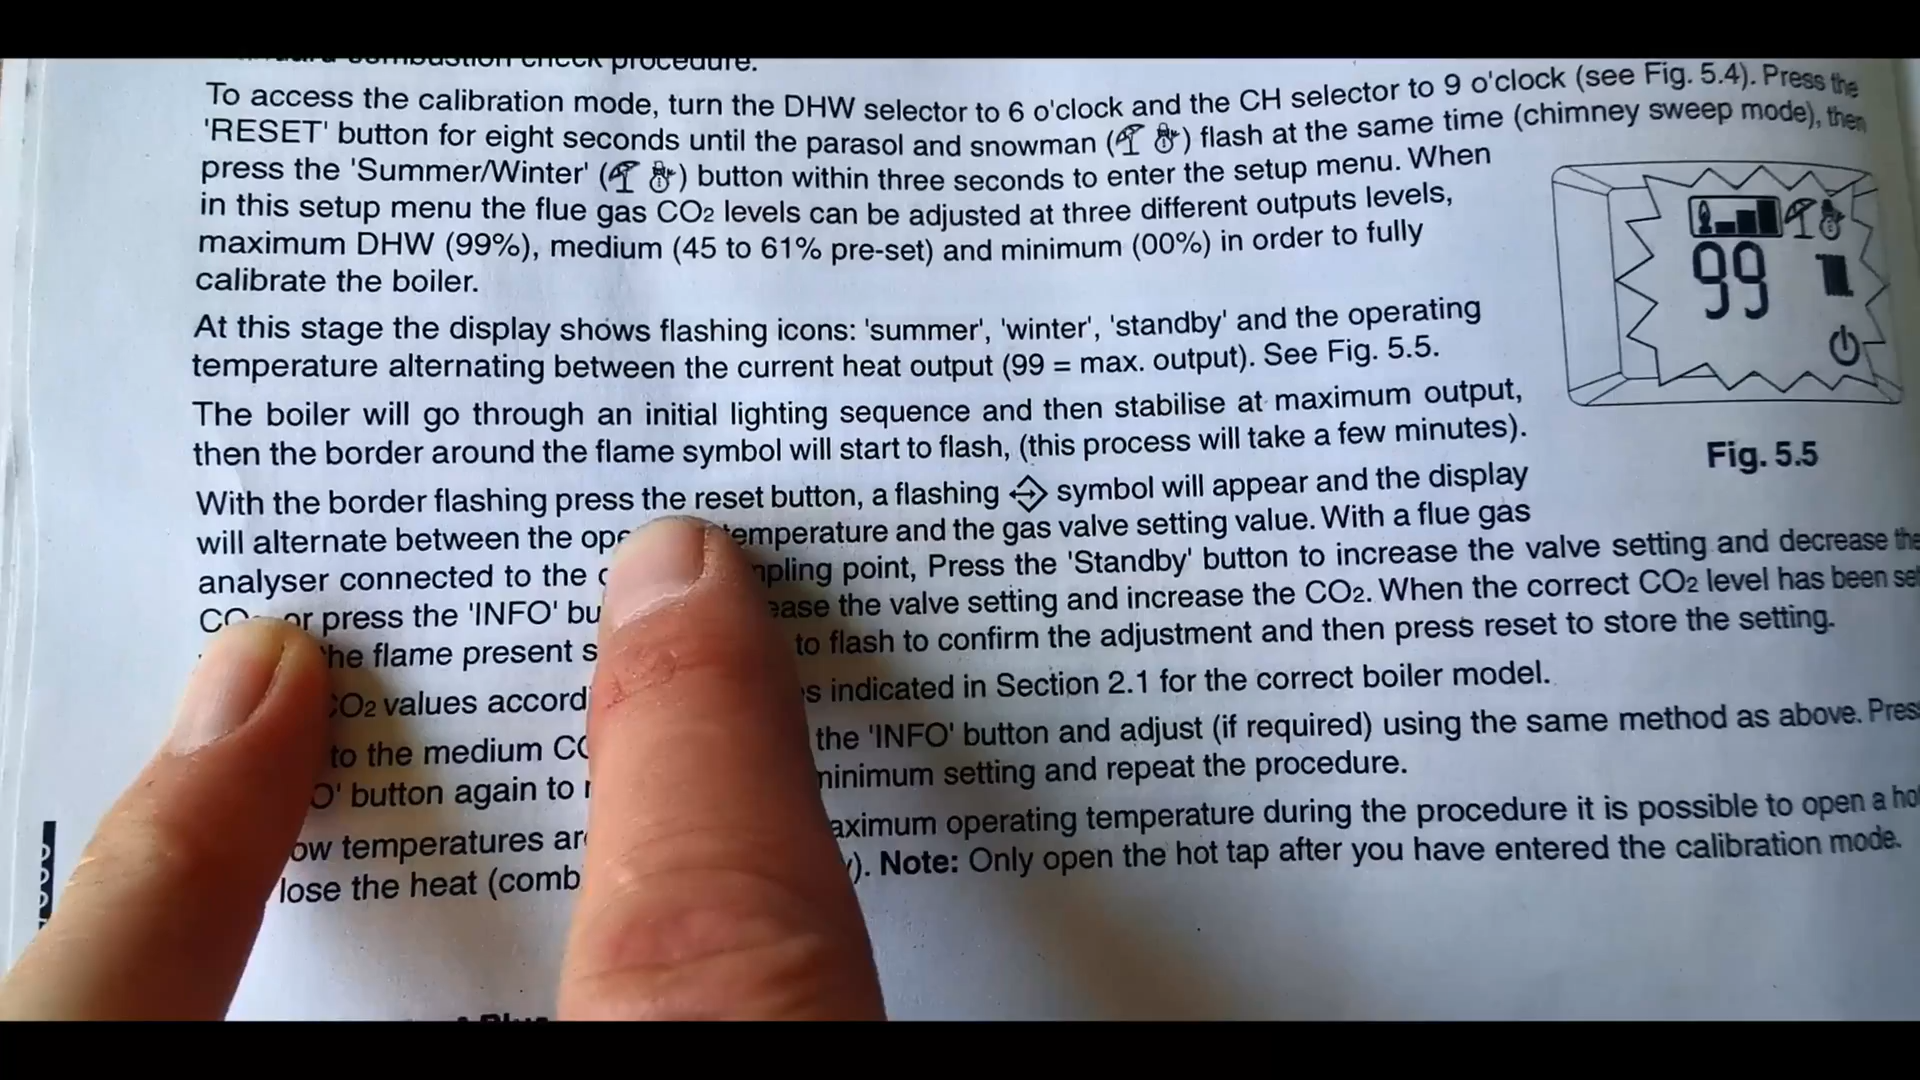 combustion check procedure.
To access the calibration mode, turn the DHW selector to 6 o'clock and the CH selector to 9 o'clock (see Fig. 5.4). Press the
'RESET' button for eight seconds until the parasol and snowman ( ) flash at the same time (chimney sweep mode), then
press the 'Summer/Winter' ( ) button within three seconds to enter the setup menu. When
in this setup menu the flue gas CO2 levels can be adjusted at three different outputs levels,
maximum DHW (99%), medium (45 to 61% pre-set) and minimum (00%) in order to fully
calibrate the boiler.
At this stage the display shows flashing icons: 'summer', 'winter', 'standby' and the operating
temperature alternating between the current heat output (99 = max. output). See Fig. 5.5.
The boiler will go through an initial lighting sequence and then stabilise at maximum output,
then the border around the flame symbol will start to flash, (this process will take a few minutes).
With the border flashing press the reset button, a flashing symbol will appear and the display
will alternate between the temperature and the gas valve setting value. With a flue gas
analyser connected to the point, Press the 'Standby' button to increase the valve setting and decrease the
or press the 'INFO' the valve setting and increase the CO2. When the correct CO2 level has been set
the flame present to flash to confirm the adjustment and then press reset to store the setting.
CO2 values indicated in Section 2.1 for the correct boiler model.
to the medium the 'INFO' button and adjust (if required) using the same method as above. Press
button again to minimum setting and repeat the procedure.
temperatures maximum operating temperature during the procedure it is possible to open a hot
lose the heat (comb ). Note: Only open the hot tap after you have entered the calibration mode.
99
Fig. 5.5